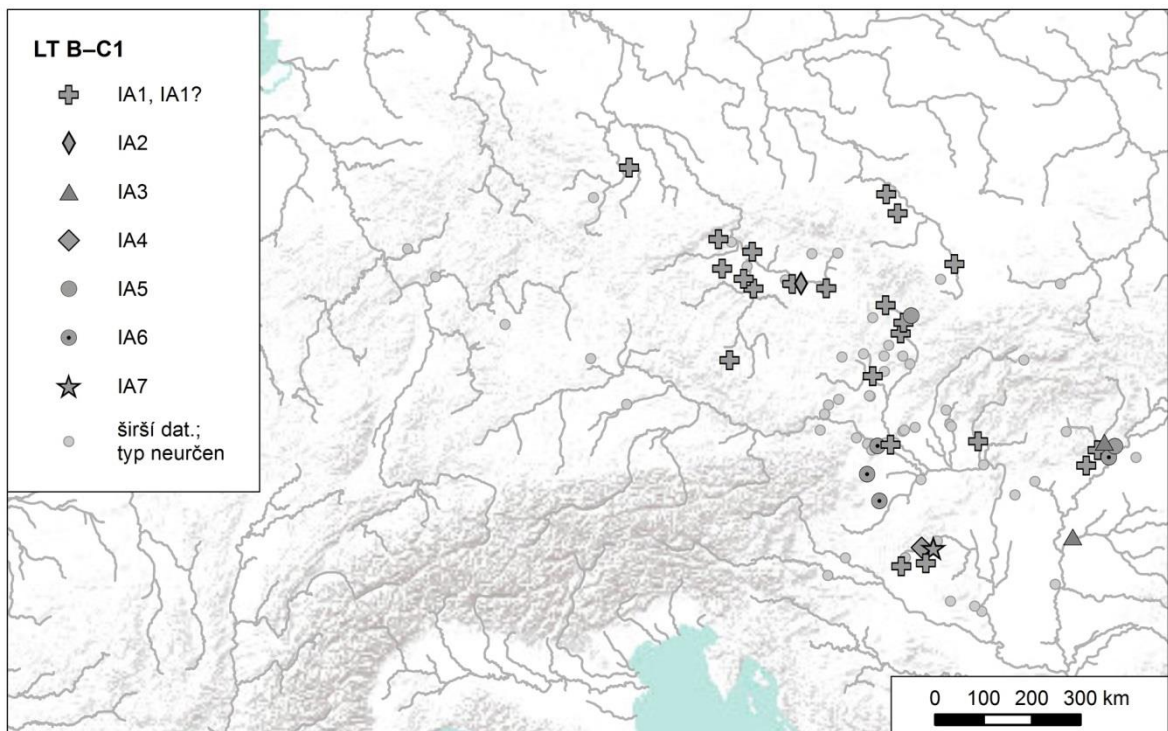 LT B–C1
IA1, IA1?
IA2
IA3
IA4
IA5
IA6
IA7
širší dat.;
typ neurčen
0 100 200 300 km